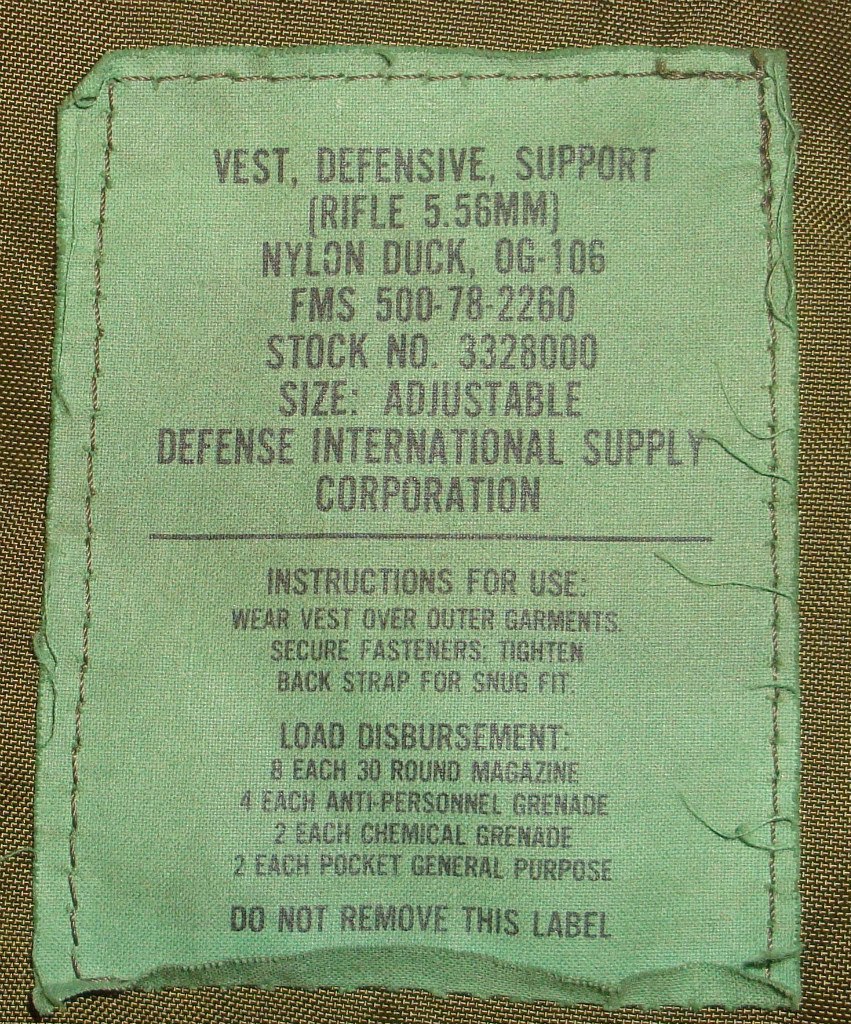 VEST, DEFENSIVE, SUPPORT
(RIFLE 5.56MM)
NYLON DUCK, OG-106
FMS 500-78-2260
STOCK NO. 3328000
SIZE: ADJUSTABLE
DEFENSE INTERNATIONAL SUPPLY
CORPORATION
INSTRUCTIONS FOR USE:
WEAR VEST OVER OUTER GARMENTS.
SECURE FASTENERS, TIGHTEN
BACK STRAP FOR SNUG FIT.
LOAD DISBURSEMENT:
8 EACH 30 ROUND MAGAZINE
4 EACH ANTI-PERSONNEL GRENADE
2 EACH CHEMICAL GRENADE
2 EACH POCKET GENERAL PURPOSE
DO NOT REMOVE THIS LABEL